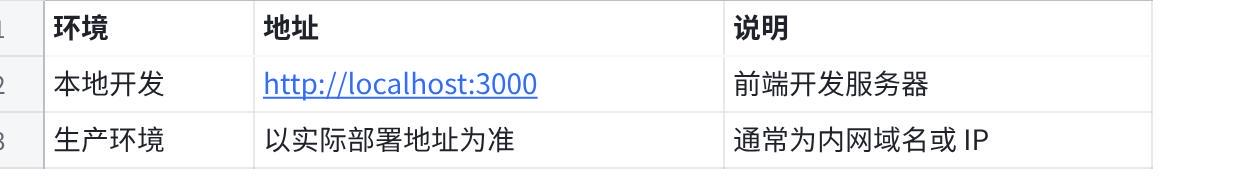 1 环境 地址 说明
2 本地开发 http://localhost:3000 前端开发服务器
3 生产环境 以实际部署地址为准 通常为内网域名或 IP